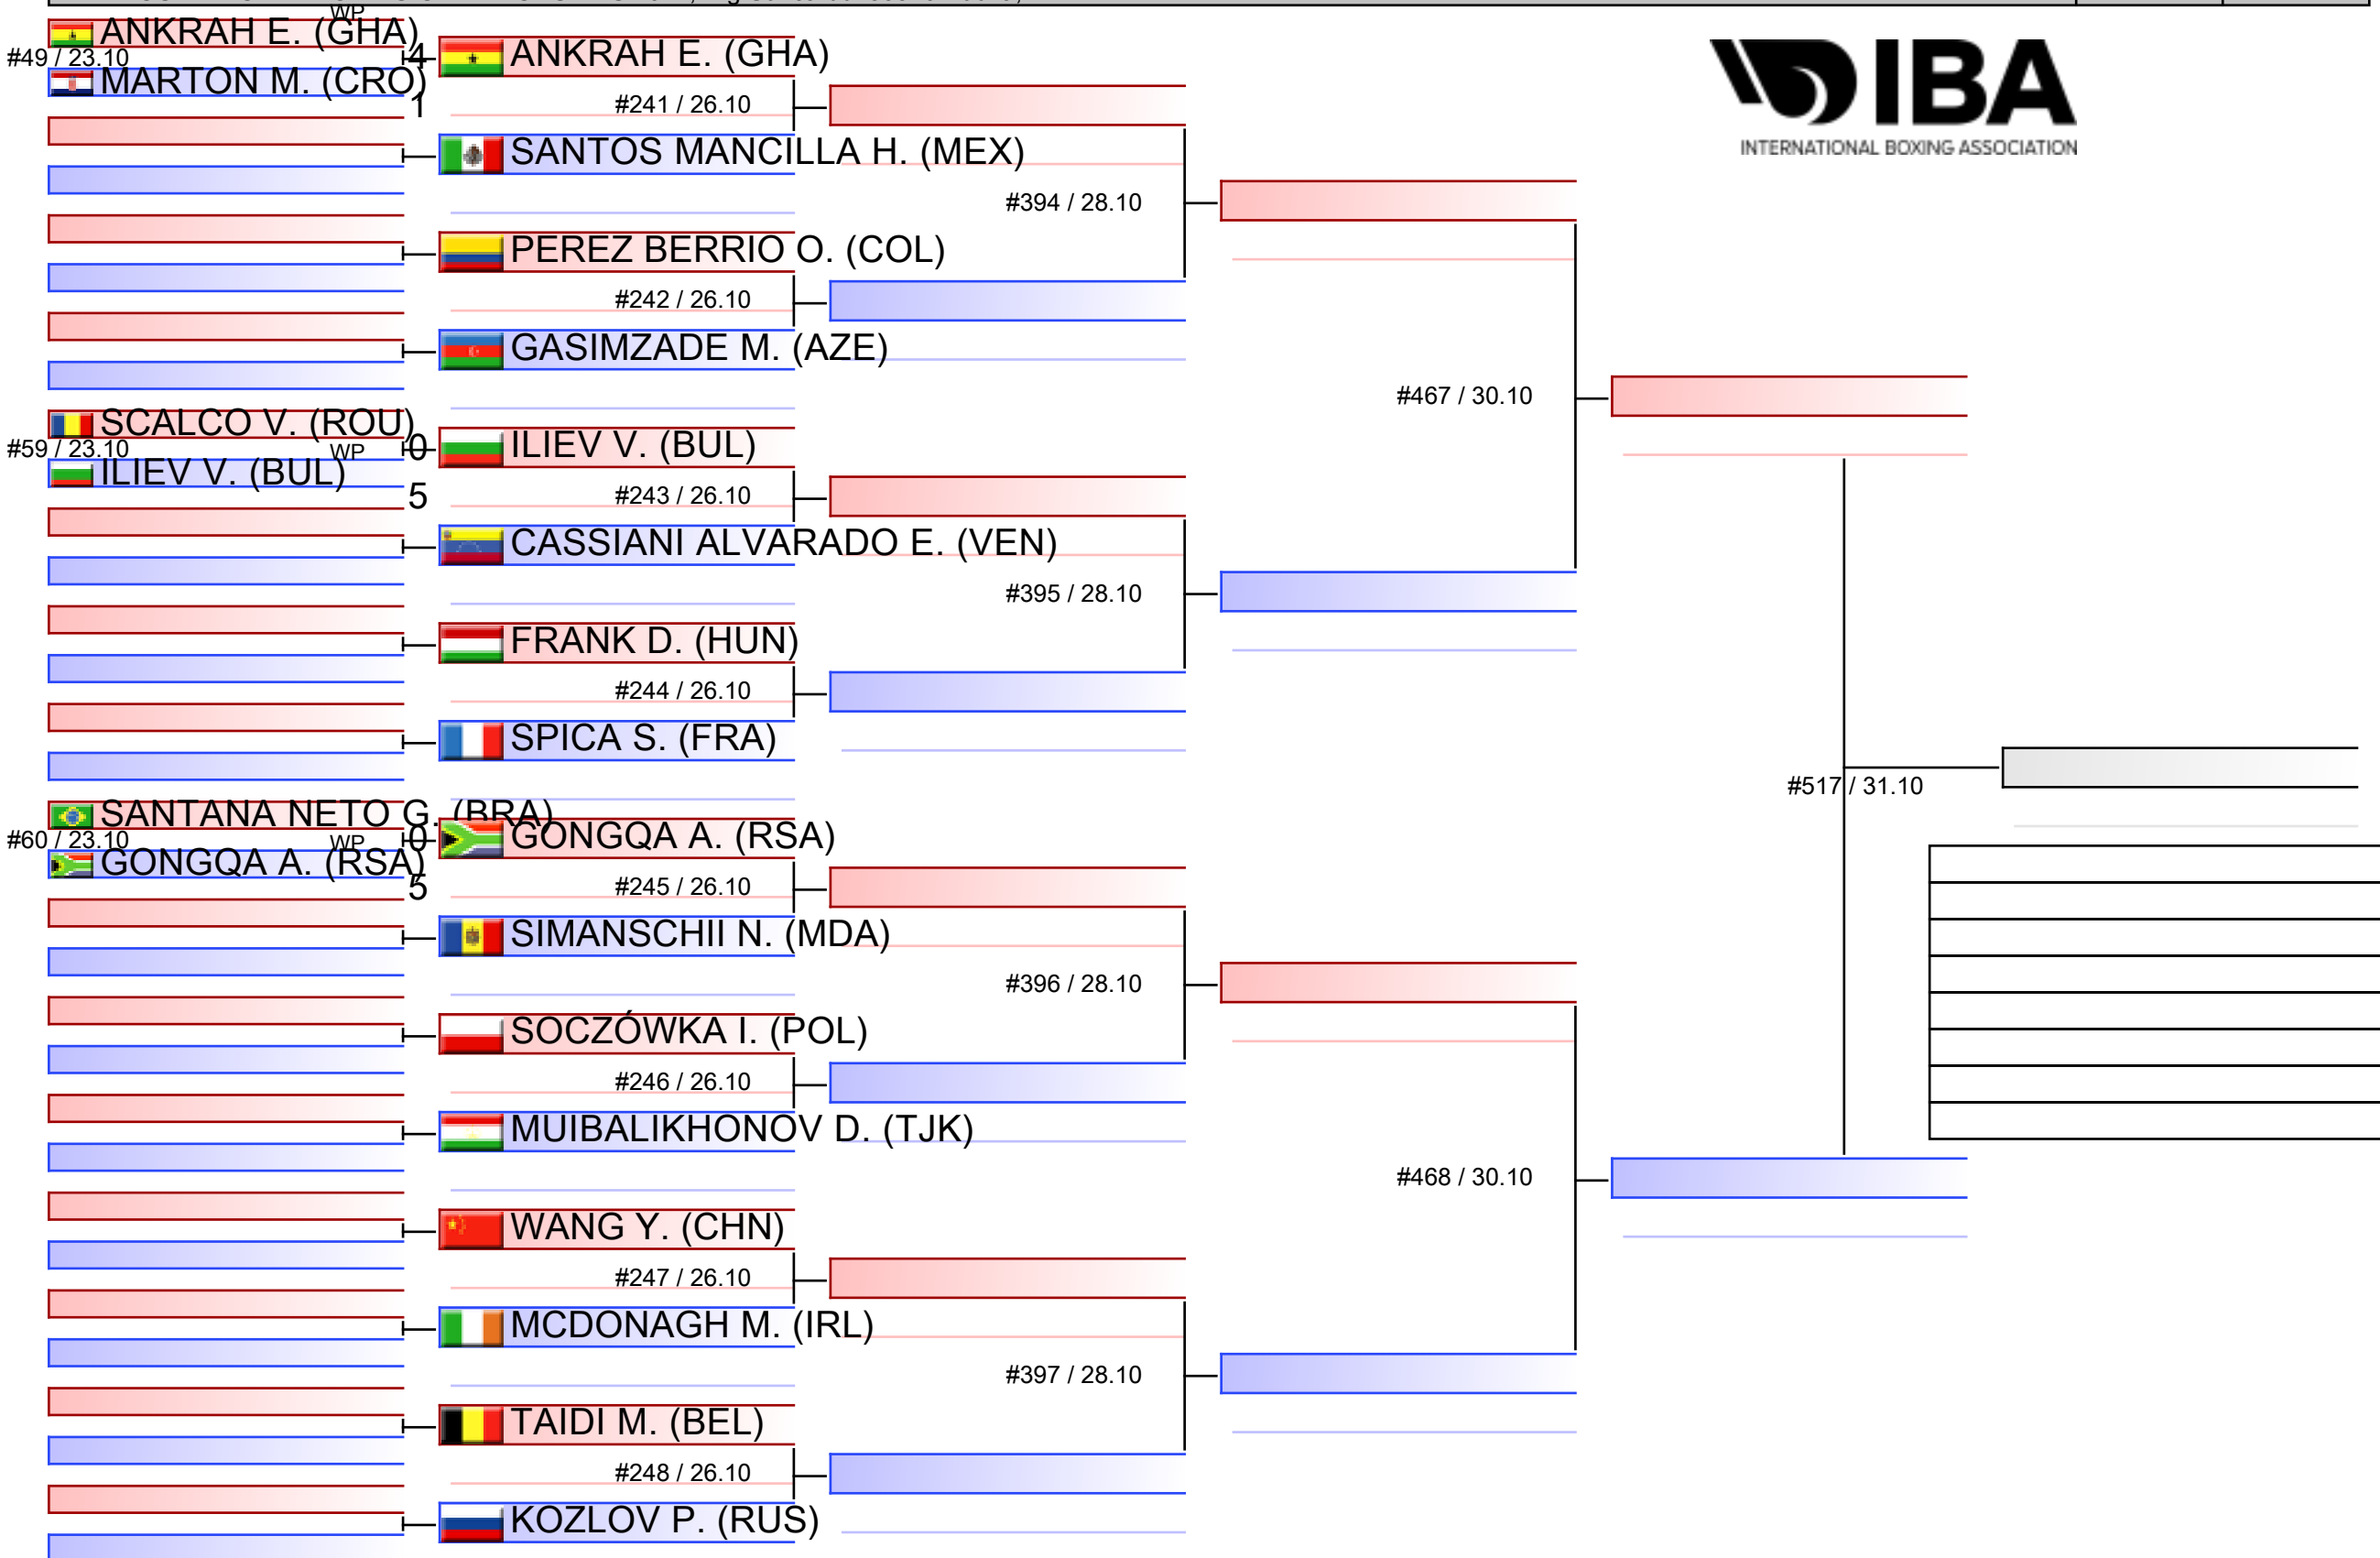 WP
ANKRAH E. (GHA)
#49 / 23.10
4
MARTON M. (CRO)
1
ANKRAH E. (GHA)
#241 / 26.10
SANTOS MANCILLA H. (MEX)
#394 / 28.10
PEREZ BERRIO O. (COL)
#242 / 26.10
GASIMZADE M. (AZE)
#467 / 30.10
SCALCO V. (ROU)
#59 / 23.10
WP
0
ILIEV V. (BUL)
5
ILIEV V. (BUL)
#243 / 26.10
CASSIANI ALVARADO E. (VEN)
#395 / 28.10
FRANK D. (HUN)
#244 / 26.10
SPICA S. (FRA)
#517 / 31.10
SANTANA NETO G. (BRA)
#60 / 23.10
WP
0
GONGQA A. (RSA)
5
GONGQA A. (RSA)
#245 / 26.10
SIMANSCHII N. (MDA)
#396 / 28.10
SOCZÓWKA I. (POL)
#246 / 26.10
MUIBALIKHONOV D. (TJK)
#468 / 30.10
WANG Y. (CHN)
#247 / 26.10
MCDONAGH M. (IRL)
#397 / 28.10
TAIDI M. (BEL)
#248 / 26.10
KOZLOV P. (RUS)
IBA
INTERNATIONAL BOXING ASSOCIATION